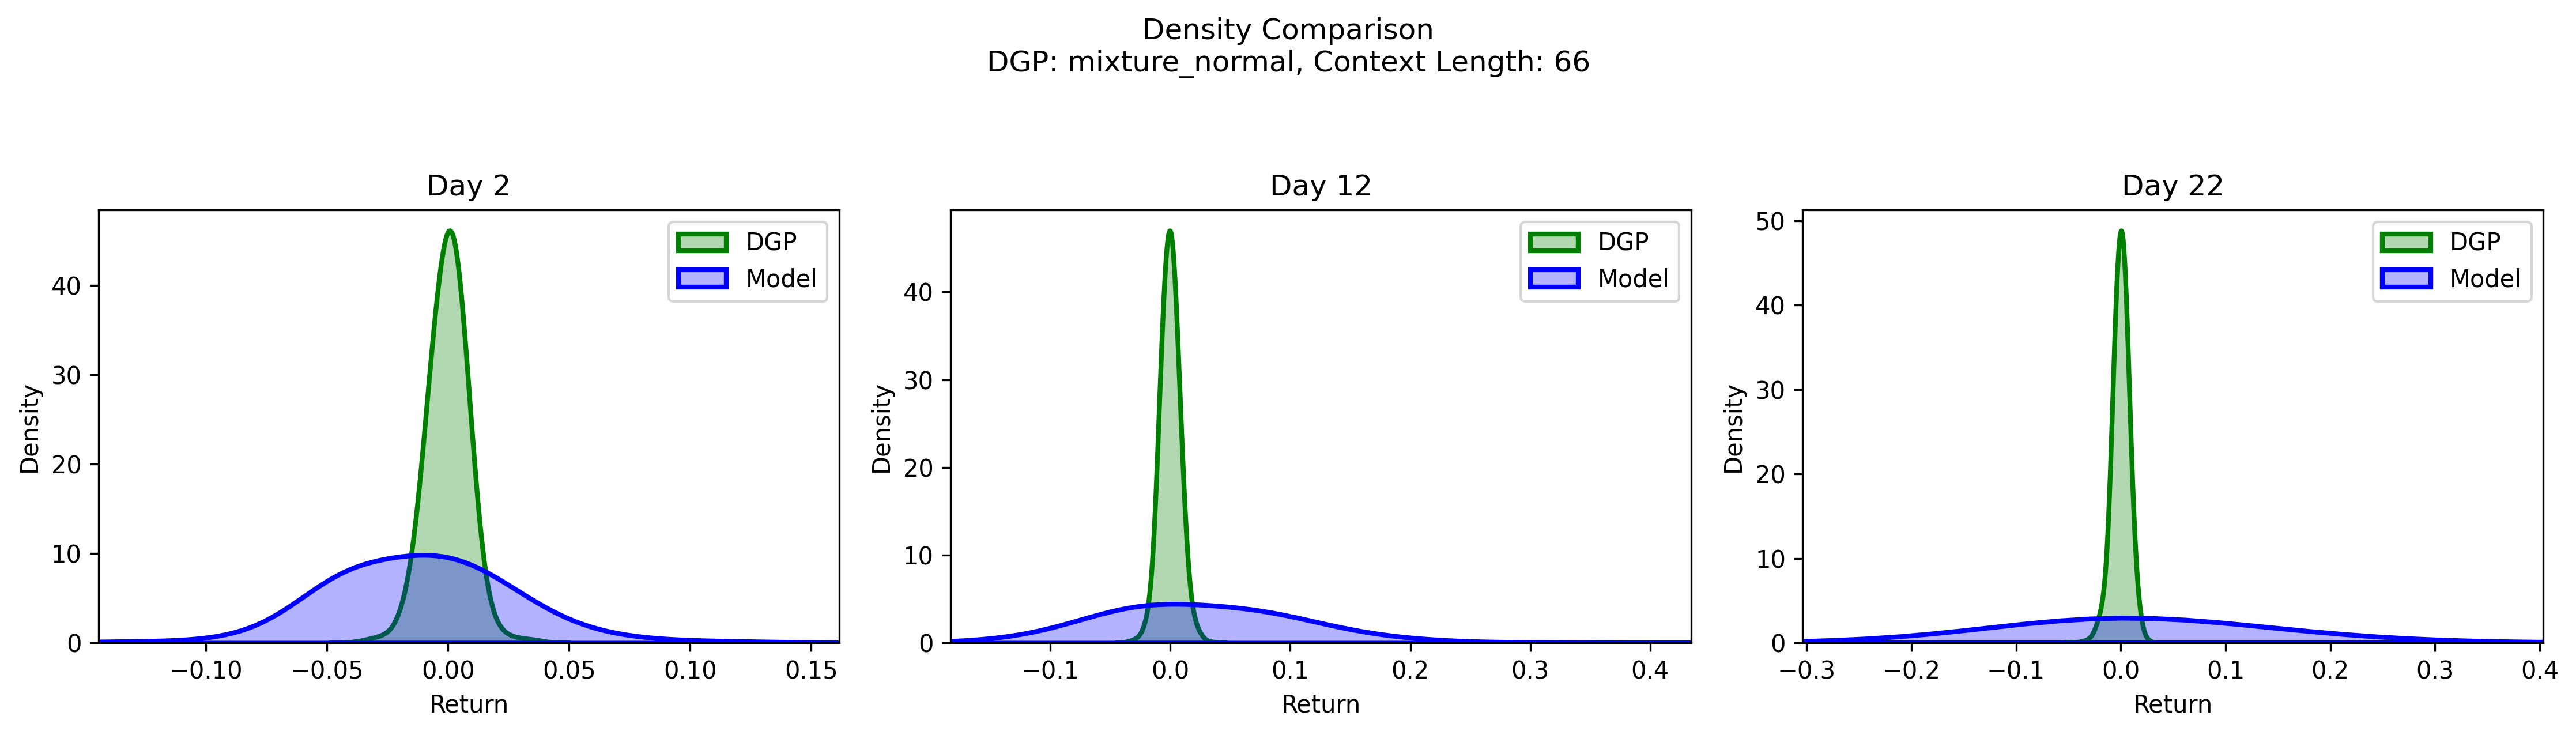 Density Comparison
DGP: mixture_normal, Context Length: 66
Day 2
Density
40
30
20
10
0
DGP
Model
−0.10
−0.05
0.00
0.05
0.10
0.15
Return
Day 12
Density
40
30
20
10
0
DGP
Model
−0.1
0.0
0.1
0.2
0.3
0.4
Return
Day 22
Density
50
40
30
20
10
0
DGP
Model
−0.3
−0.2
−0.1
0.0
0.1
0.2
0.3
0.4
Return